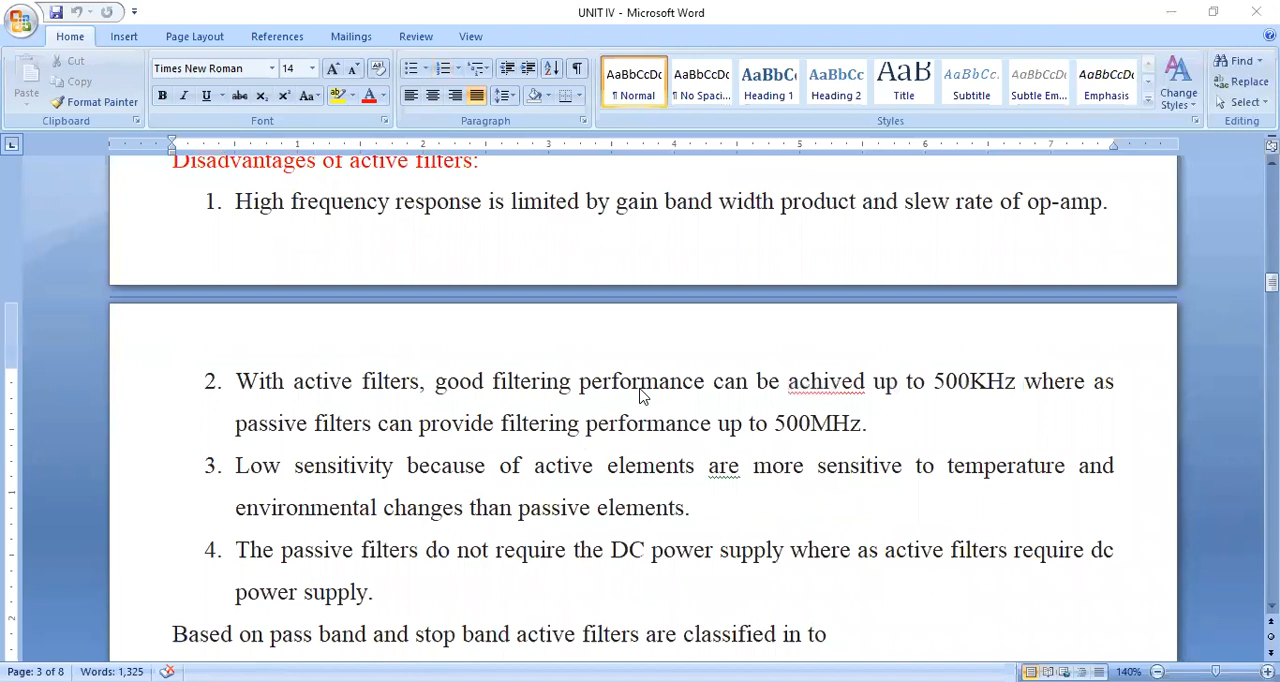 UNIT IV - Microsoft Word
Home Insert Page Layout References Mailings Review View
Cut
Copy
Format Painter
Paste
Clipboard
Times New Roman 14
Font
Paragraph
AaBbCcDc AaBbCcDc AaBbC AaBbCc AaB AaBbCc. AaBbCcDc AaBbCcDc
¶ Normal ¶ No Spaci... Heading 1 Heading 2 Title Subtitle Subtle Em... Emphasis
Change Styles
Styles
Find
Replace
Select
Editing
1 2 3 4 5 6 7
Disadvantages of active filters:
1. High frequency response is limited by gain band width product and slew rate of op-amp.
2. With active filters, good filtering performance can be achived up to 500KHz where as
passive filters can provide filtering performance up to 500MHz.
3. Low sensitivity because of active elements are more sensitive to temperature and
environmental changes than passive elements.
4. The passive filters do not require the DC power supply where as active filters require dc
power supply.
Based on pass band and stop band active filters are classified in to
Page: 3 of 8 Words: 1,325 140%